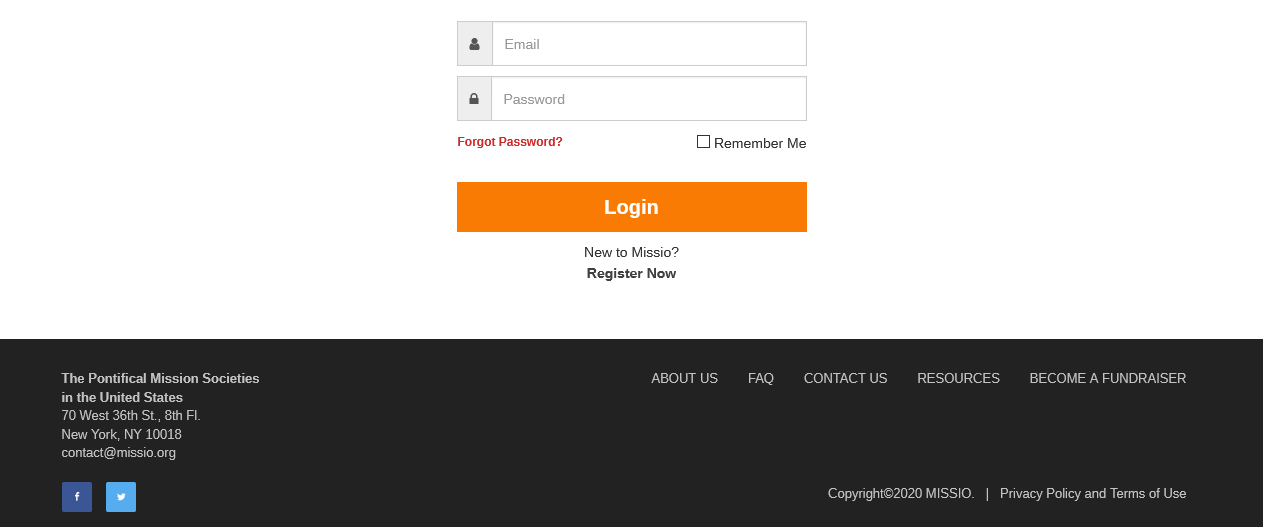 Email
Password
Forgot Password?
Remember Me
Login
New to Missio?
Register Now
The Pontifical Mission Societies
in the United States
70 West 36th St., 8th Fl.
New York, NY 10018
contact@missio.org
ABOUT US FAQ CONTACT US RESOURCES BECOME A FUNDRAISER
Copyright©2020 MISSIO. | Privacy Policy and Terms of Use